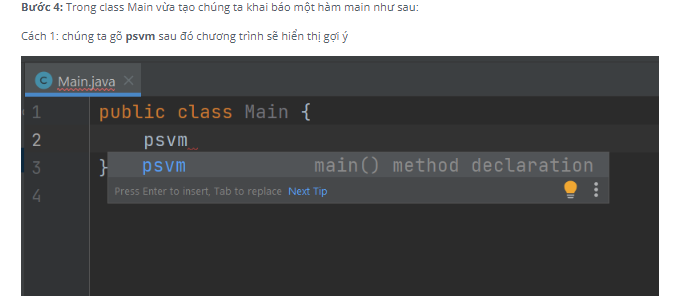 Bước 4: Trong class Main vừa tạo chúng ta khai báo một hàm main như sau:
Cách 1: chúng ta gõ psvm sau đó chương trình sẽ hiển thị gợi ý
C Main.java ×
1 public class Main {
2 psvm
3 }
psvm main() method declaration
4
Press Enter to insert, Tab to replace Next Tip